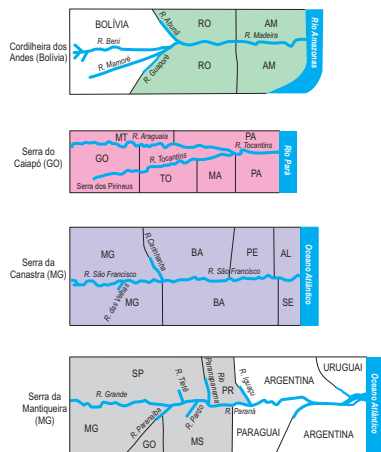 BOLÍVIA
R. Abunã
RO
AM
Cordilheira dos
Andes (Bolívia)
R. Beni
R. Madeira
R. Mamoré
R. Guaporé
RO
AM
Rio Amazonas
MT
R. Araguaia
PA
Serra do
Caiapó (GO)
GO
R. Tocantins
R. Tocantins
Serra dos Pirineus
TO
MA
PA
Rio Pará
MG
R.Carinhanha
BA
PE
AL
Serra da
Canastra (MG)
R. São Francisco
R. São Francisco
R. das Velhas
MG
BA
SE
Oceano Atlântico
SP
R. Tietê
Rio
Paranapanema
PR
R. Iguaçu
ARGENTINA
URUGUAI
Serra da
Mantiqueira
(MG)
R. Grande
R. Paranaíba
R. Pardo
R. Paraná
MG
GO
MS
PARAGUAI
ARGENTINA
Oceano Atlântico